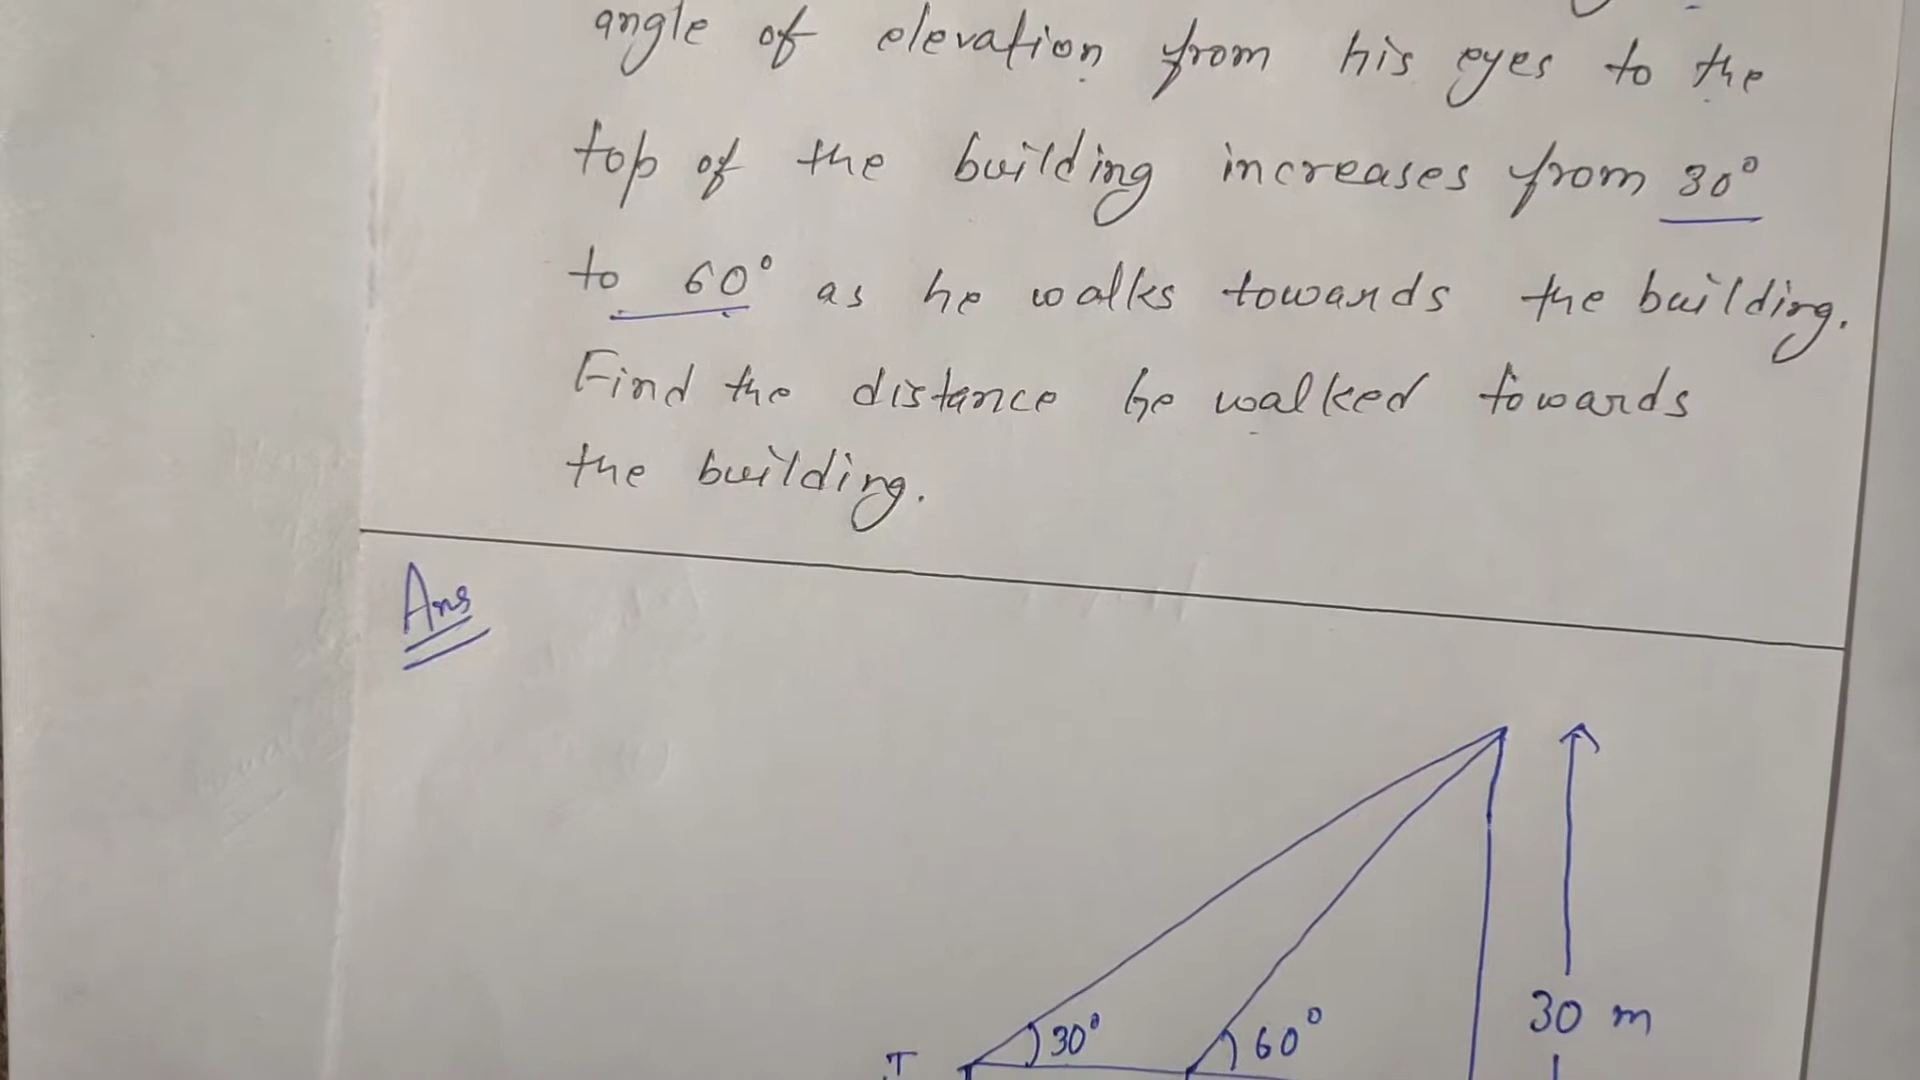 angle of elevation from his eyes to the
top of the building increases from 30°
to 60° as he walks towards the building.
Find the distance he walked towards
the building.
Ans
30 m
30°
60°